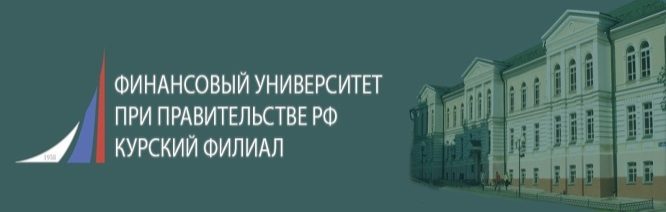 ФИНАНСОВЫЙ УНИВЕРСИТЕТ
ПРИ ПРАВИТЕЛЬСТВЕ РФ
КУРСКИЙ ФИЛИАЛ